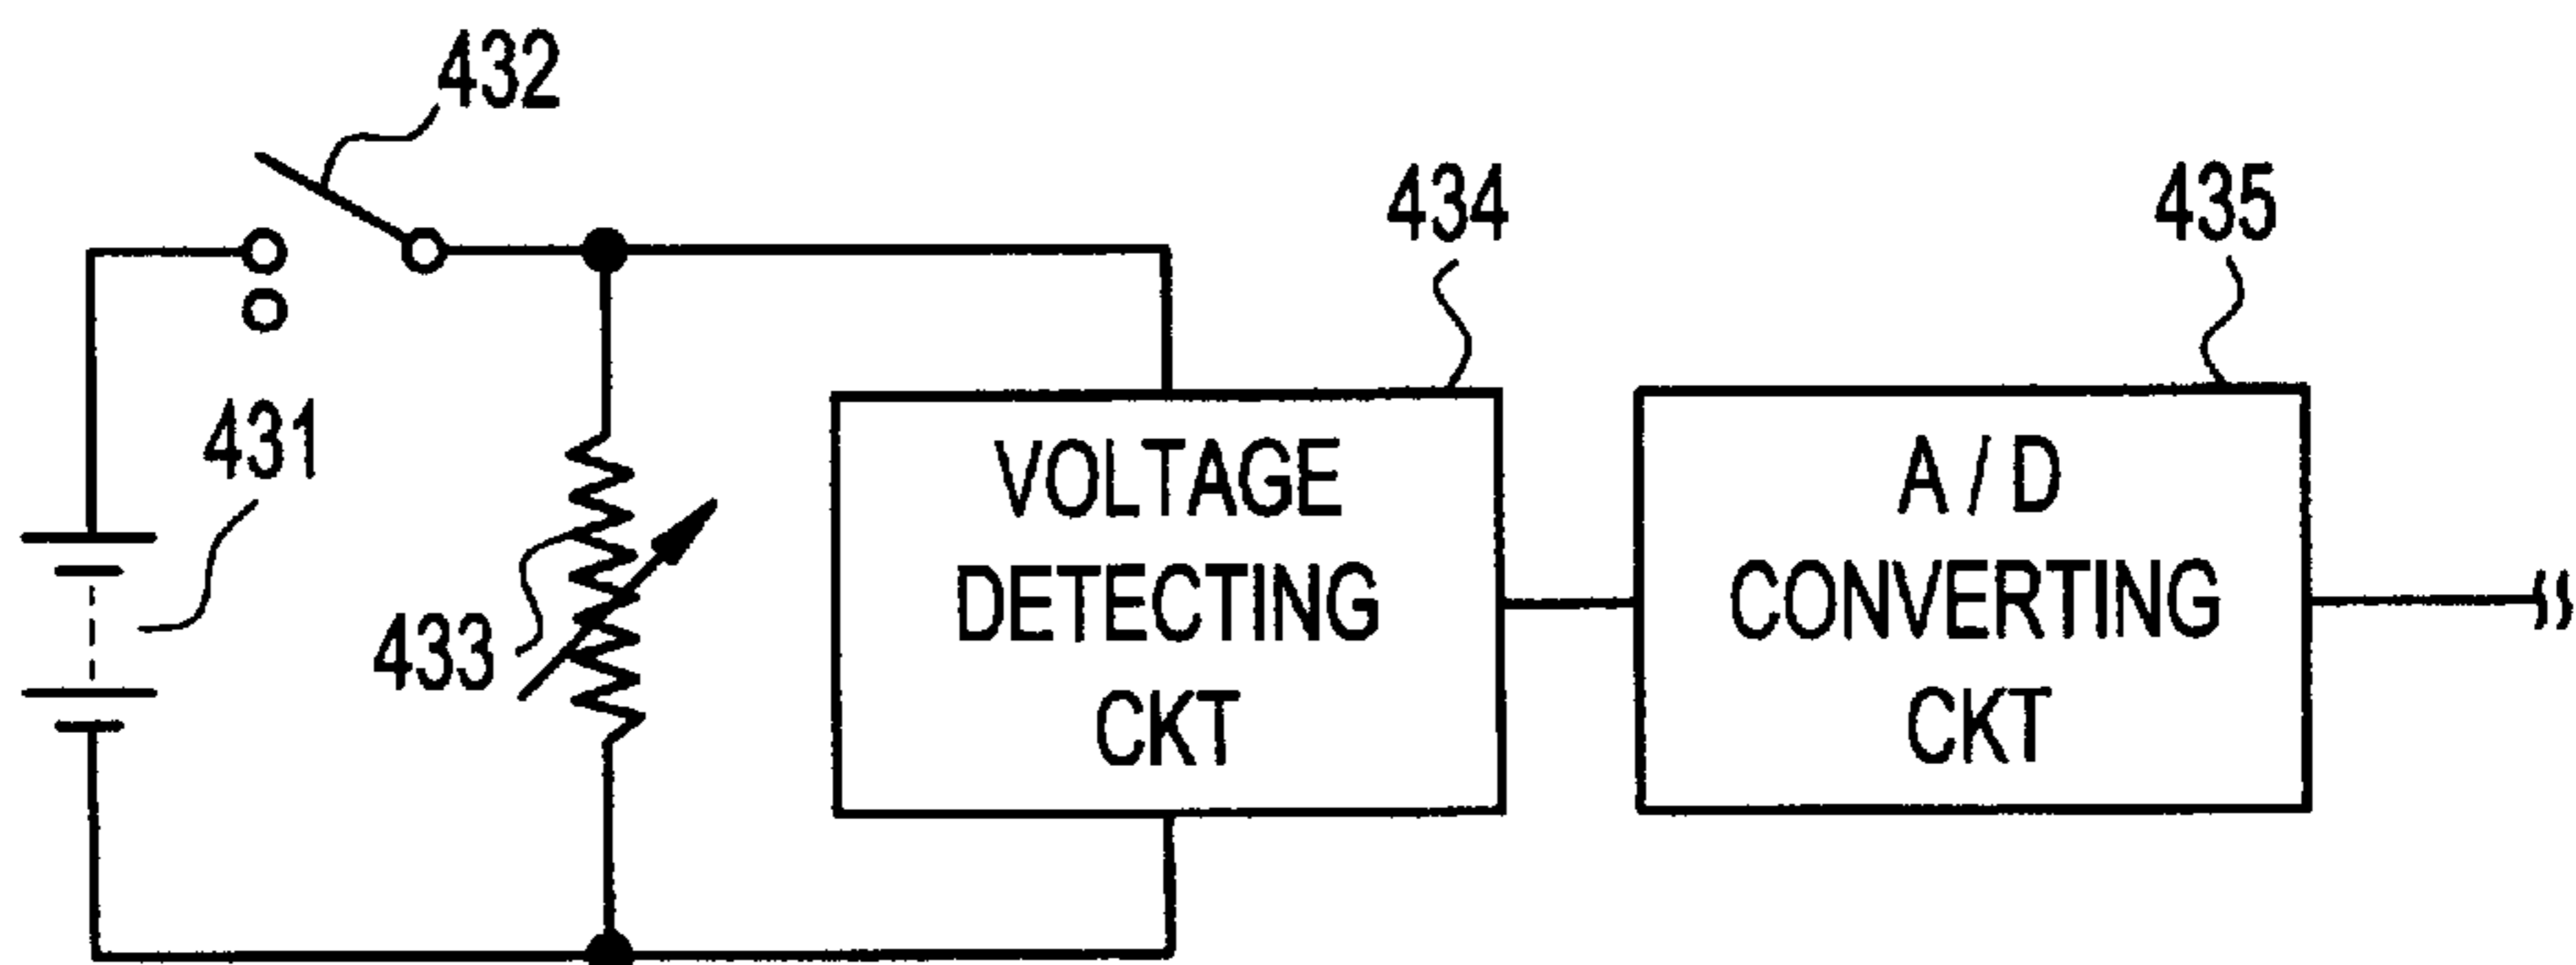 432
434
435
431
433
VOLTAGE
DETECTING
CKT
A / D
CONVERTING
CKT